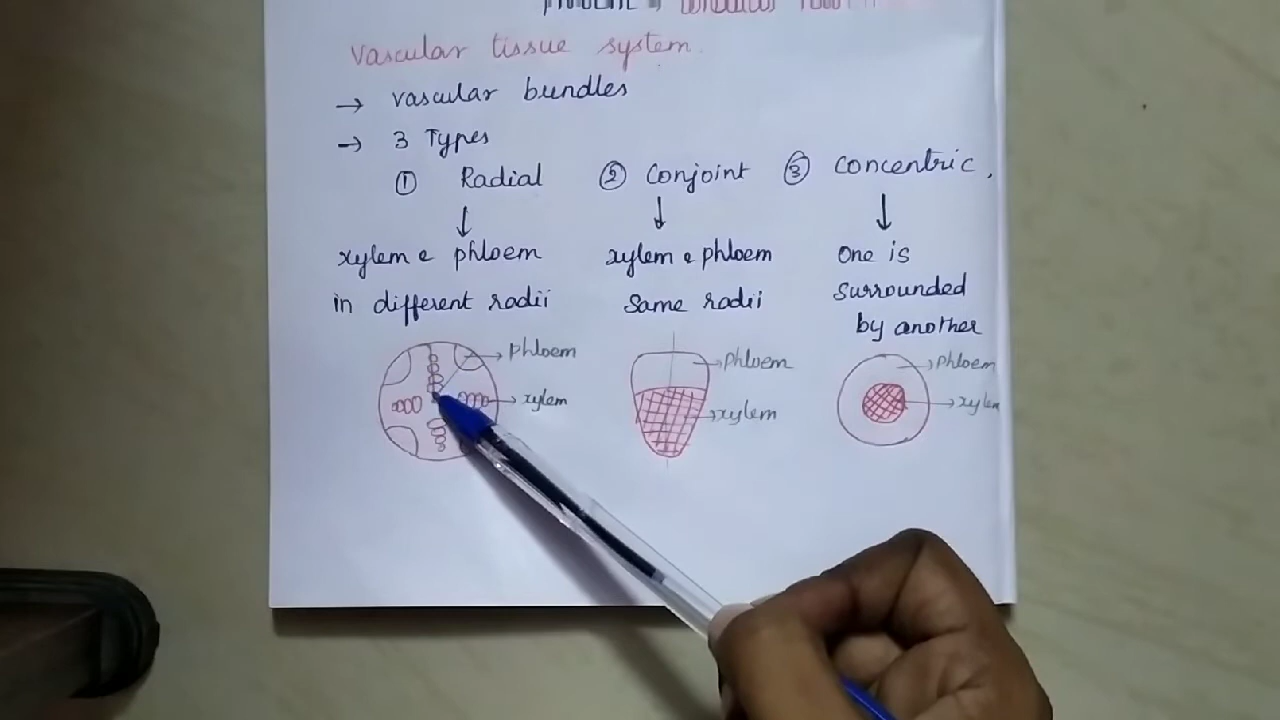 Vascular tissue system.
→ vascular bundles
→ 3 Types
① Radial ② Conjoint ③ Concentric.
xylem & phloem xylem & phloem One is
in different radii Same radii surrounded
by another
Phloem Phloem Phloem
xylem xylem xylem